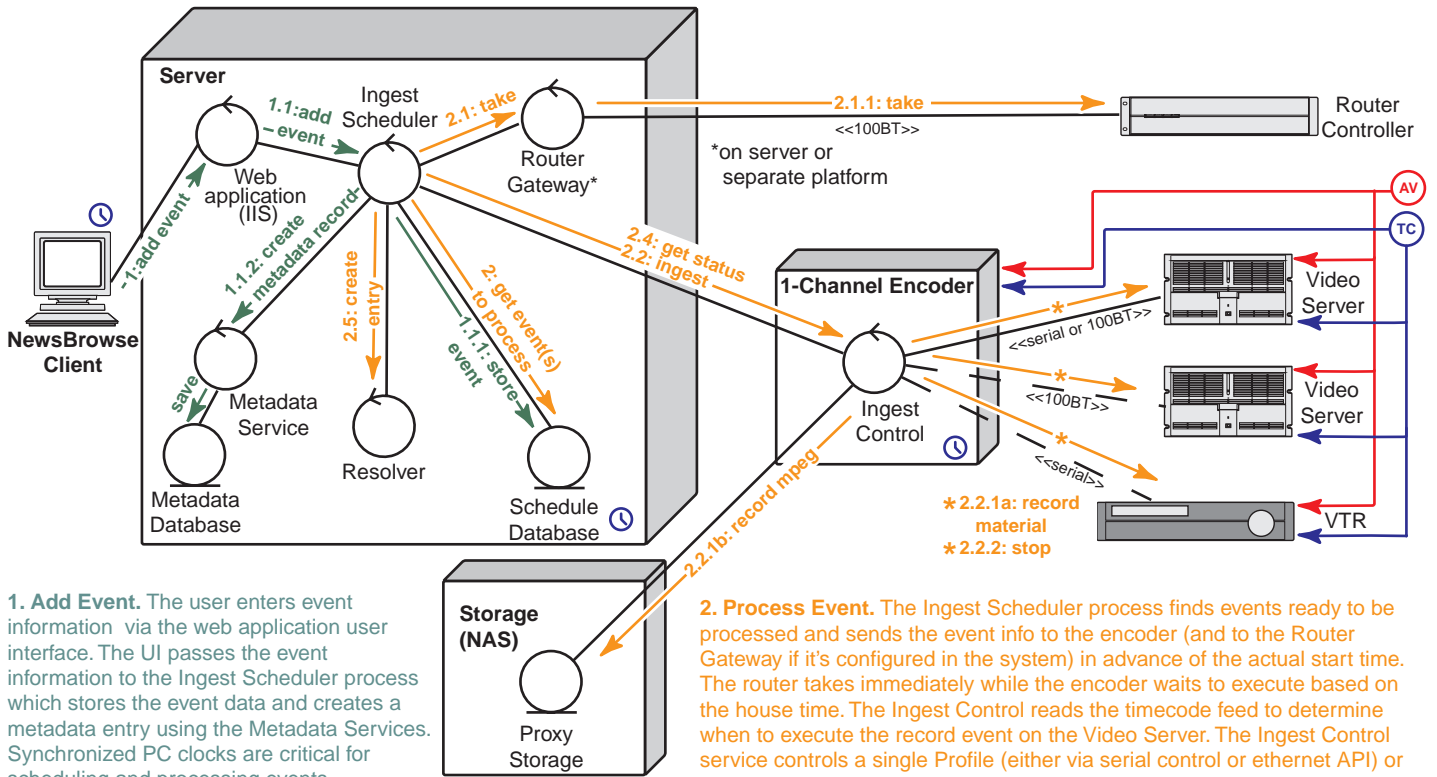 Server
1.1:add
event
Ingest
Scheduler
2.1: take
2.1.1: take
<<100BT>>
Router
Controller
Router
Gateway*
*on server or
separate platform
Web
application
(IIS)
1:add event
NewsBrowse
Client
1.1.2: create
metadata record
2.5: create
entry
2: get event(s)
to process
1.1.1: store
event
2.4: get status
2.2: ingest
save
Metadata
Service
Metadata
Database
Resolver
Schedule
Database
1-Channel Encoder
Ingest
Control
AV
TC
*
<<serial or 100BT>>
Video
Server
*
<<100BT>>
Video
Server
*
<<serial>>
VTR
* 2.2.1a: record
material
* 2.2.2: stop
2.2.1b: record mpeg
Storage
(NAS)
Proxy
Storage
1. Add Event. The user enters event
information via the web application user
interface. The UI passes the event
information to the Ingest Scheduler process
which stores the event data and creates a
metadata entry using the Metadata Services.
Synchronized PC clocks are critical for
scheduling and processing events
2. Process Event. The Ingest Scheduler process finds events ready to be
processed and sends the event info to the encoder (and to the Router
Gateway if it's configured in the system) in advance of the actual start time.
The router takes immediately while the encoder waits to execute based on
the house time. The Ingest Control reads the timecode feed to determine
when to execute the record event on the Video Server. The Ingest Control
service controls a single Profile (either via serial control or ethernet API) or